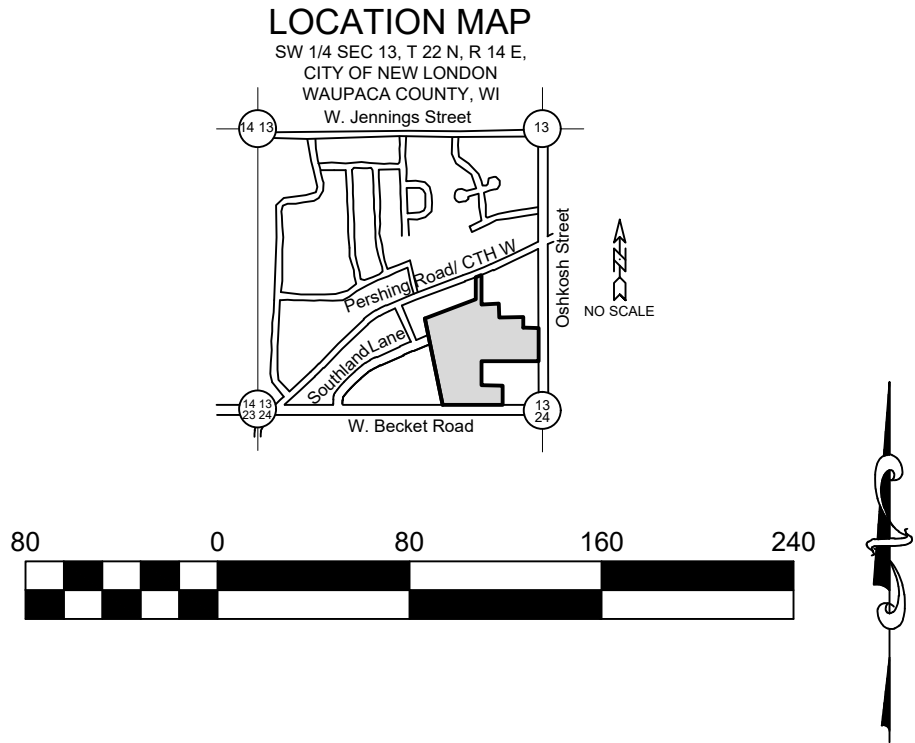 LOCATION MAP
SW 1/4 SEC 13, T 22 N, R 14 E,
CITY OF NEW LONDON
WAUPACA COUNTY, WI
W. Jennings Street
14 13
13
Pershing Road/ CTH W
Oshkosh Street
N
NO SCALE
Southland Lane
14 13
23 24
13
24
W. Becket Road
80 0 80 160 240